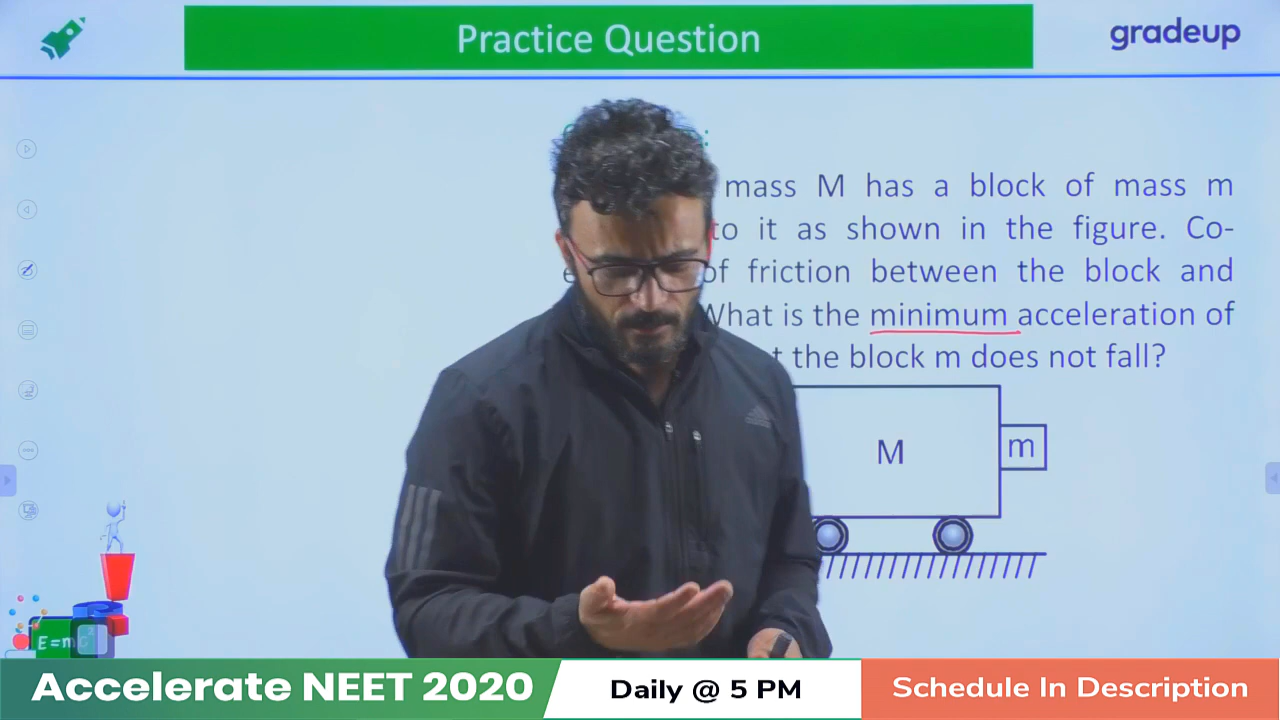 Practice Question
gradeup
mass M has a block of mass m
to it as shown in the figure. Co-
of friction between the block and
What is the minimum acceleration of
the block m does not fall?
M
m
E=mc²
Accelerate NEET 2020
Daily @ 5 PM
Schedule In Description